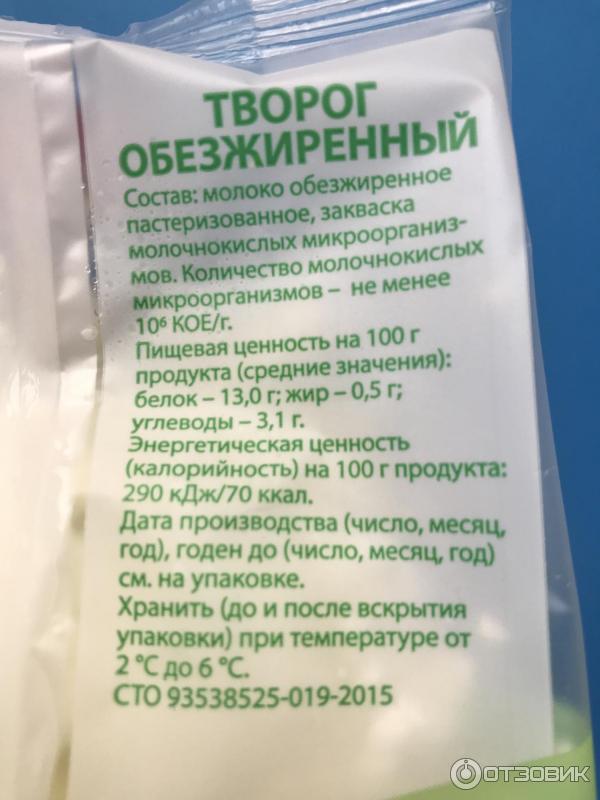 ТВОРОГ
ОБЕЗЖИРЕННЫЙ
Состав: молоко обезжиренное
пастеризованное, закваска
молочнокислых микроорганиз-
мов. Количество молочнокислых
микроорганизмов – не менее
10⁶ КОЕ/г.
Пищевая ценность на 100 г
продукта (средние значения):
белок – 13,0 г; жир – 0,5 г;
углеводы – 3,1 г.
Энергетическая ценность
(калорийность) на 100 г продукта:
290 кДж/70 ккал.
Дата производства (число, месяц,
год), годен до (число, месяц, год)
см. на упаковке.
Хранить (до и после вскрытия
упаковки) при температуре от
2 °С до 6 °С.
СТО 93538525-019-2015
ОТЗОВИК